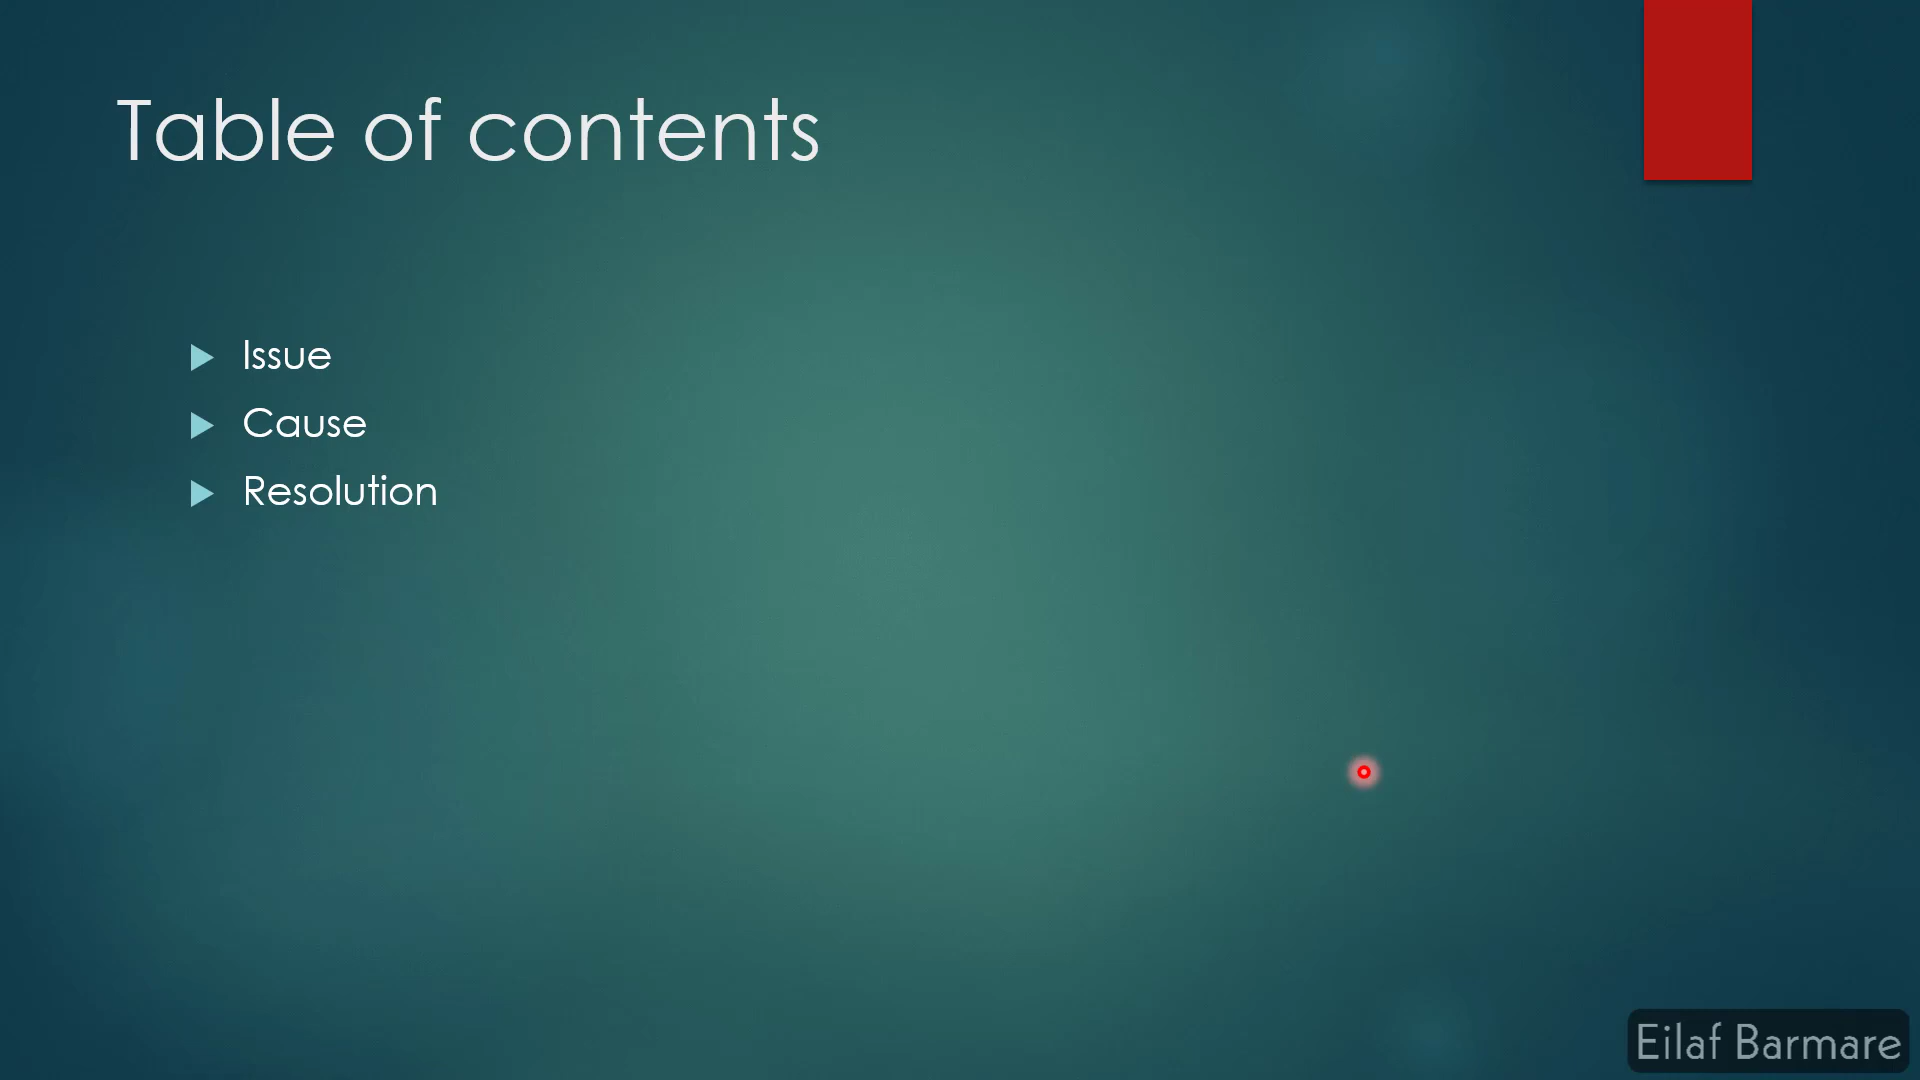 Table of contents
Issue
Cause
Resolution
Eilaf Barmare